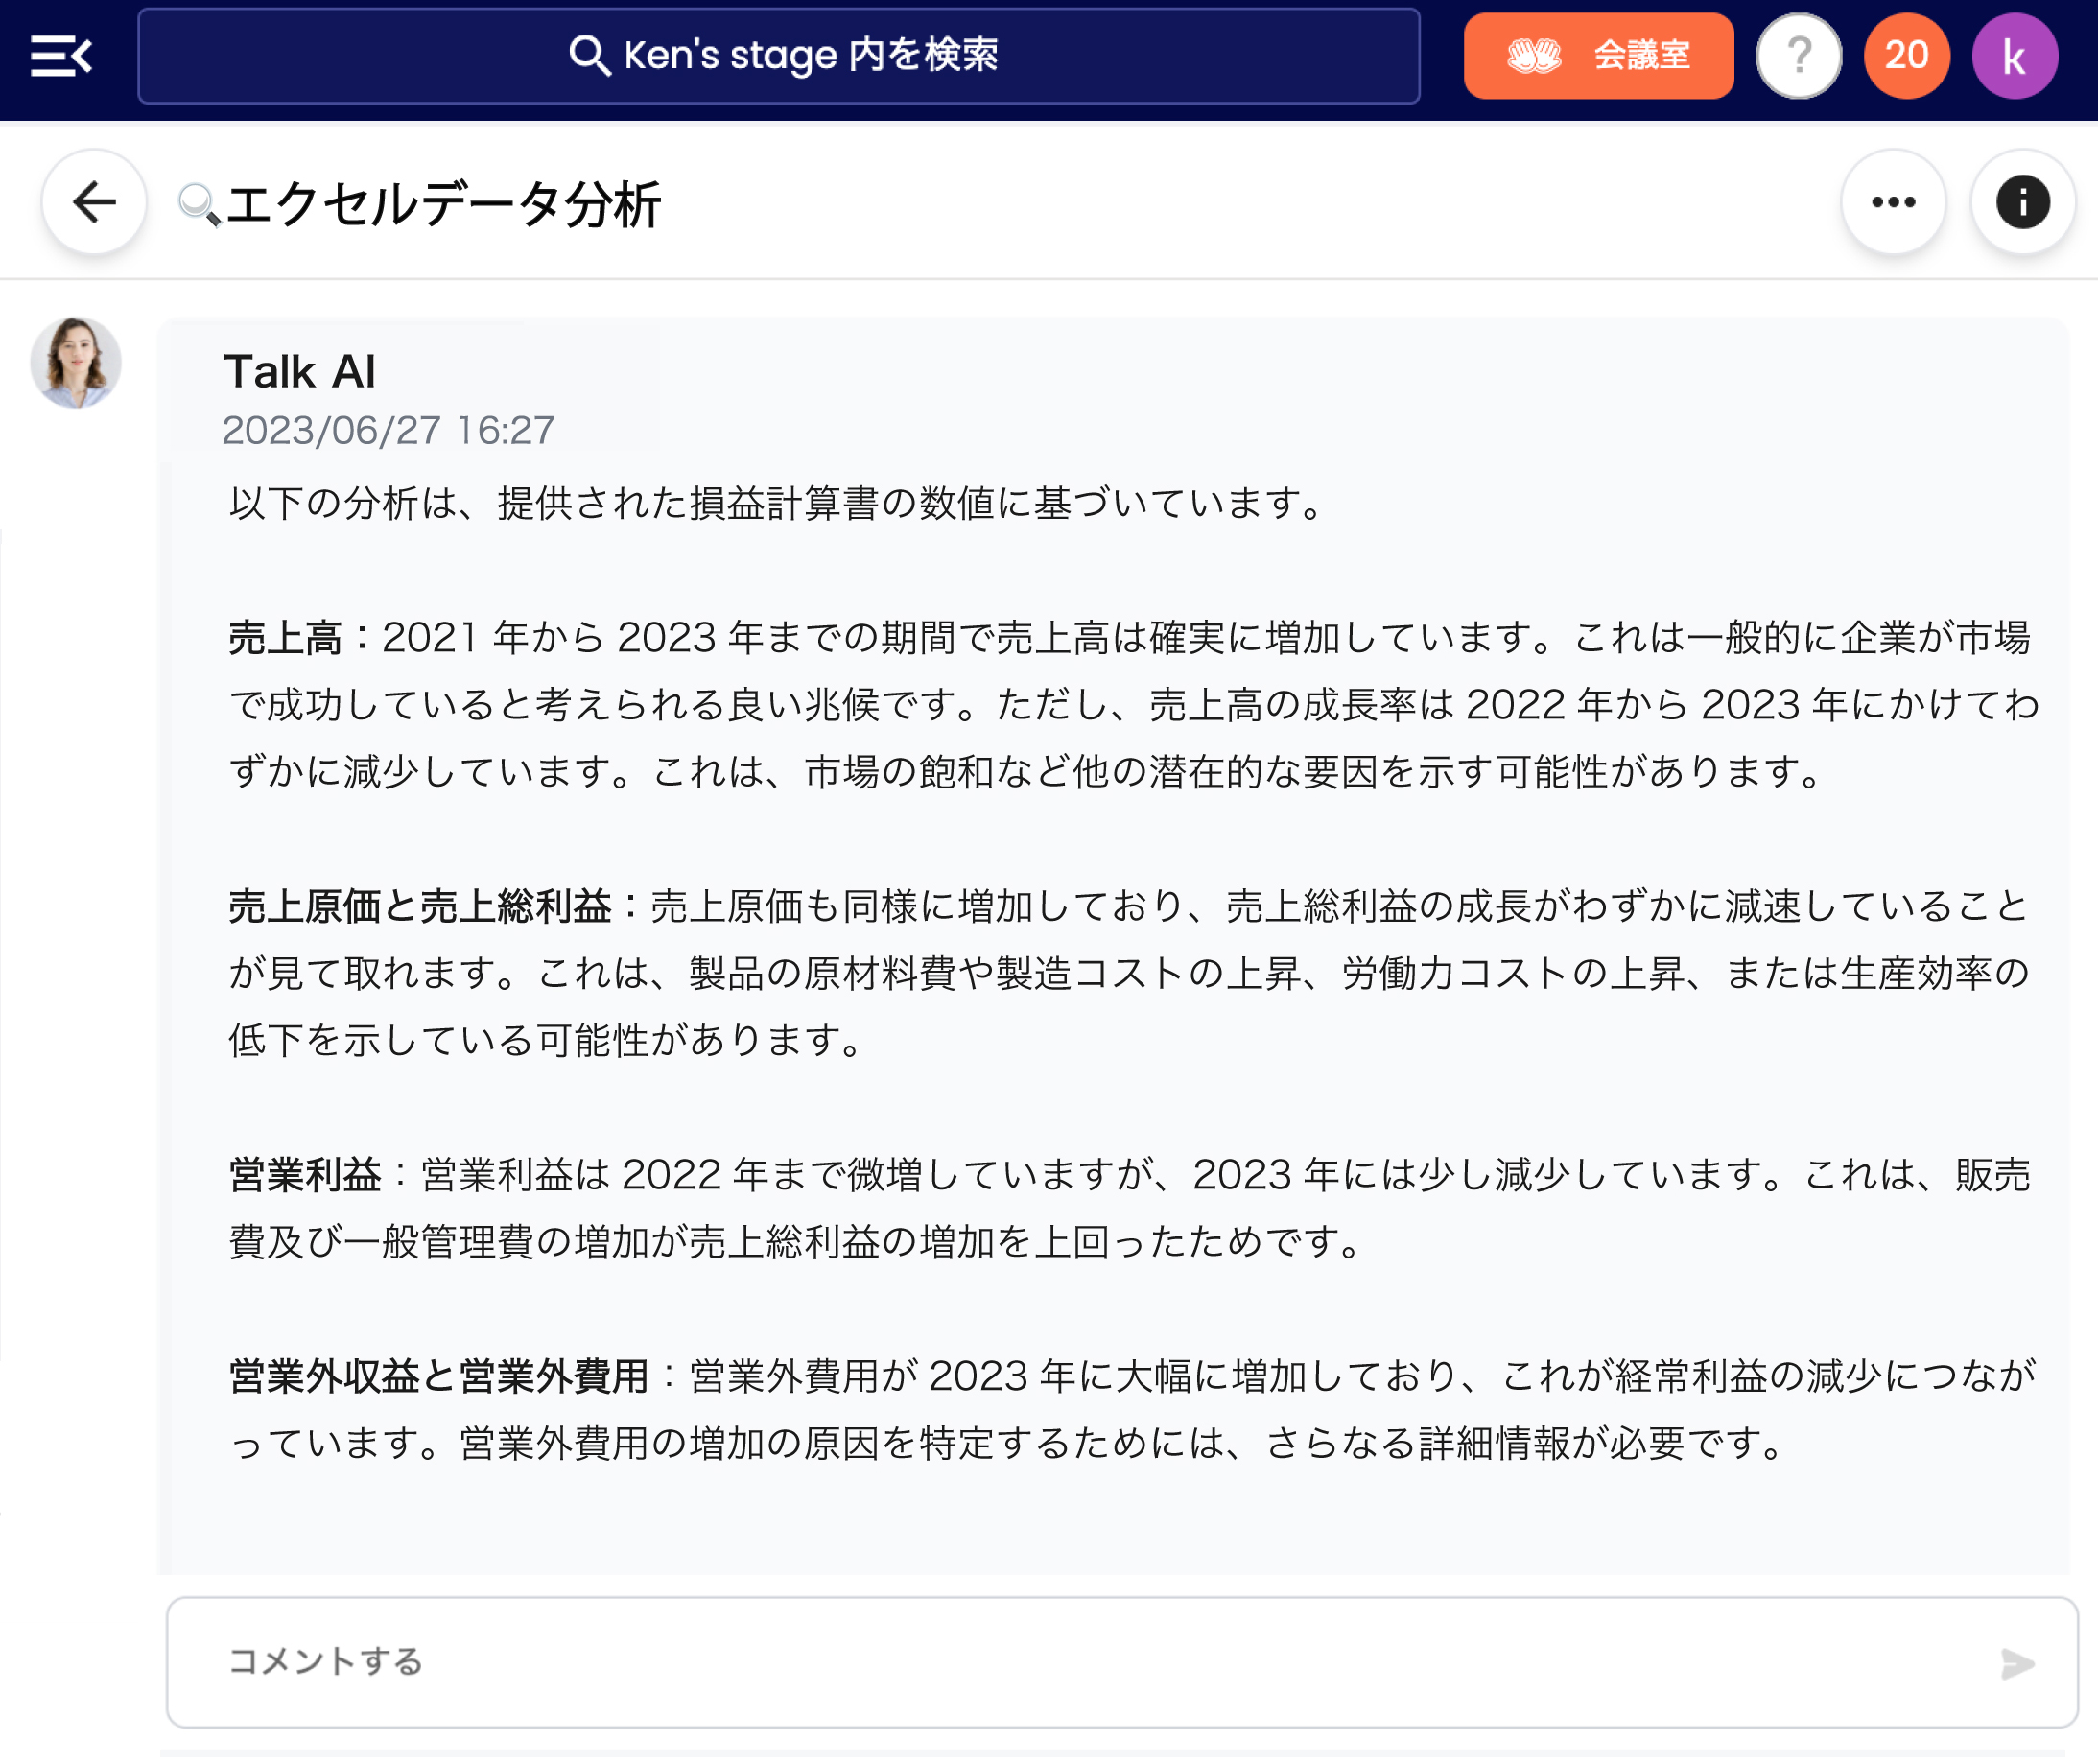 Ken's stage 内を検索
会議室
?
20
k
エクセルデータ分析
Talk AI
2023/06/27 16:27
以下の分析は、提供された損益計算書の数値に基づいています。
売上高：2021 年から 2023 年までの期間で売上高は確実に増加しています。これは一般的に企業が市場
で成功していると考えられる良い兆候です。ただし、売上高の成長率は 2022 年から 2023 年にかけてわ
ずかに減少しています。これは、市場の飽和など他の潜在的な要因を示す可能性があります。
売上原価と売上総利益：売上原価も同様に増加しており、売上総利益の成長がわずかに減速していること
が見て取れます。これは、製品の原材料費や製造コストの上昇、労働力コストの上昇、または生産効率の
低下を示している可能性があります。
営業利益：営業利益は 2022 年まで微増していますが、2023 年には少し減少しています。これは、販売
費及び一般管理費の増加が売上総利益の増加を上回ったためです。
営業外収益と営業外費用：営業外費用が 2023 年に大幅に増加しており、これが経常利益の減少につなが
っています。営業外費用の増加の原因を特定するためには、さらなる詳細情報が必要です。
コメントする